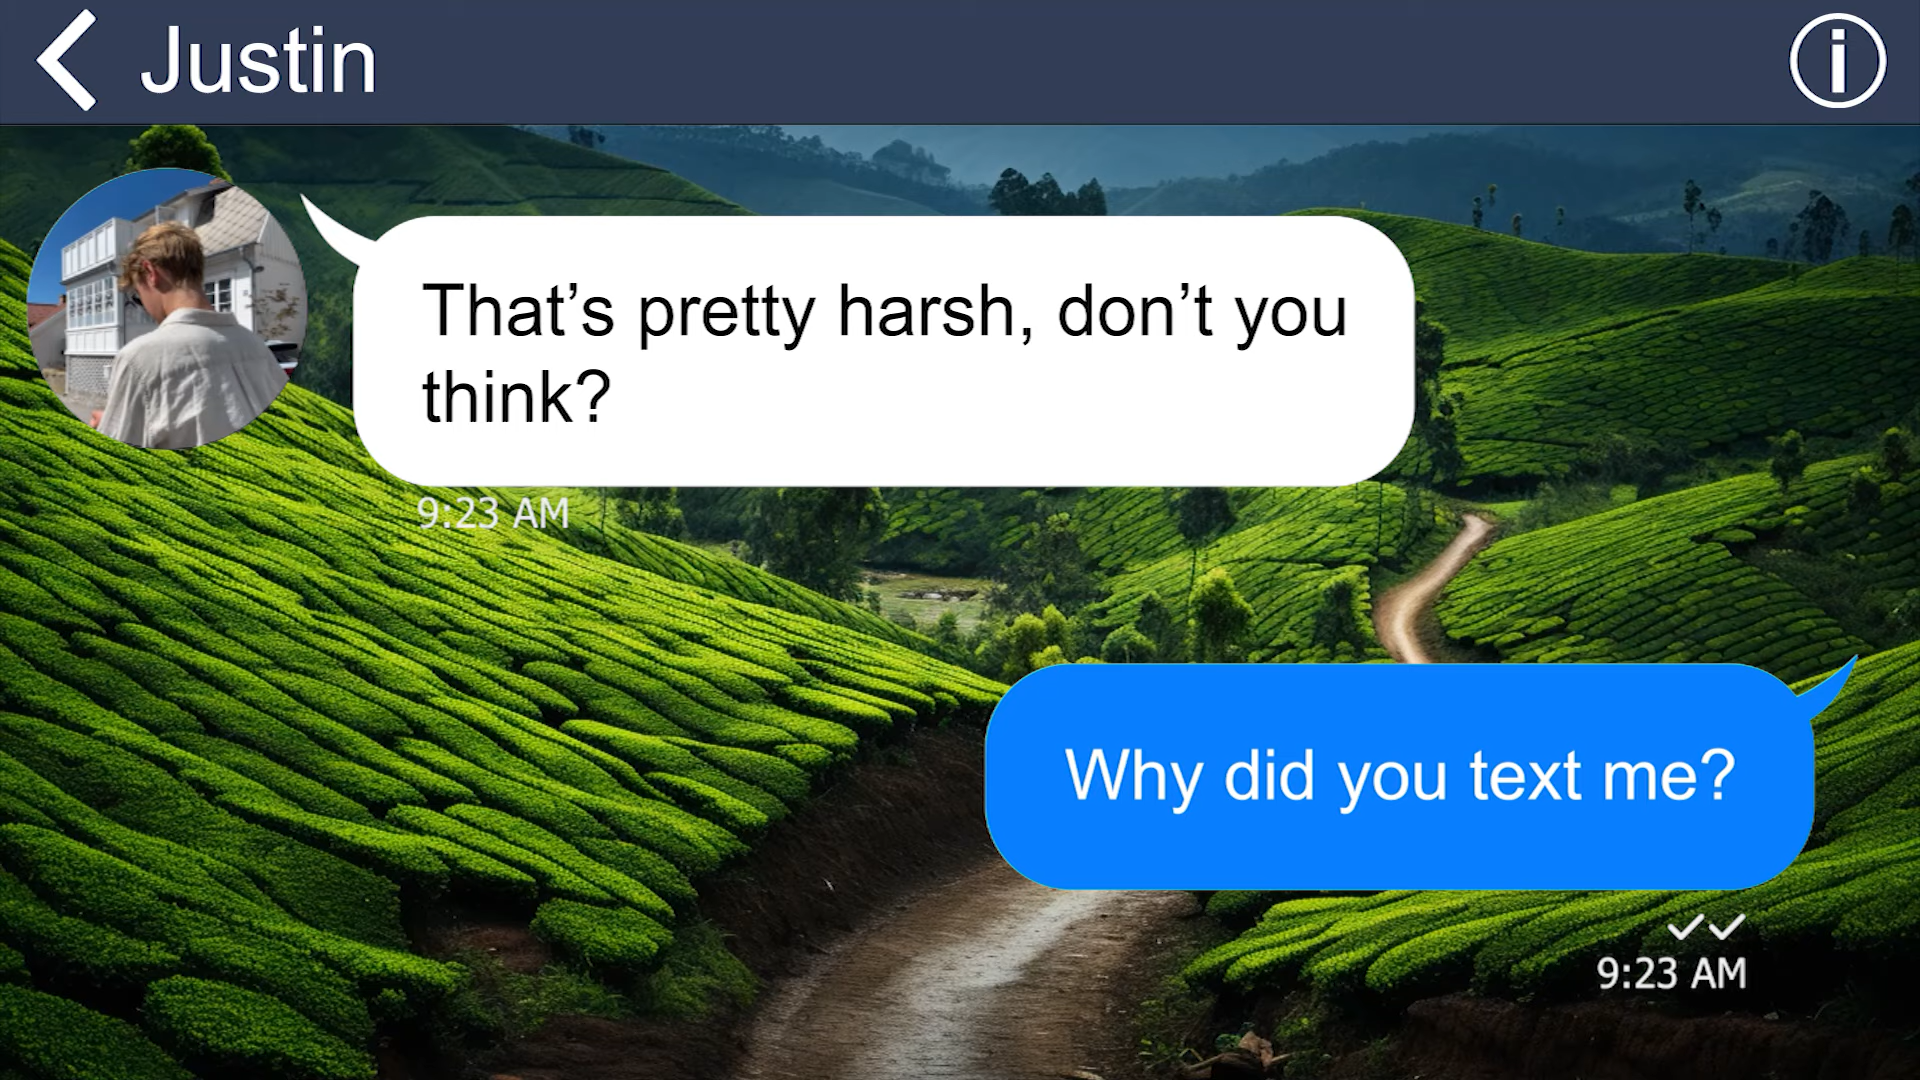 Justin
That’s pretty harsh, don’t you
think?
9:23 AM
Why did you text me?
9:23 AM